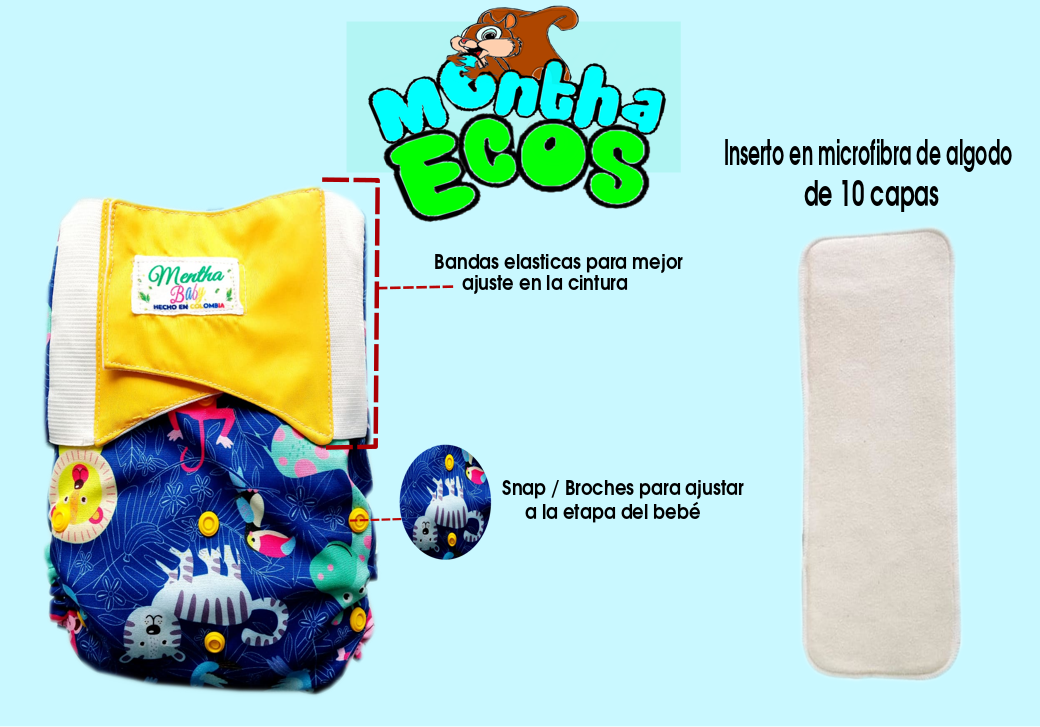 Mentha
ECOS
Inserto en microfibra de algodo
de 10 capas
Bandas elasticas para mejor
ajuste en la cintura
Mentha
Baby
HECHO EN COLOMBIA
Snap / Broches para ajustar
a la etapa del bebé